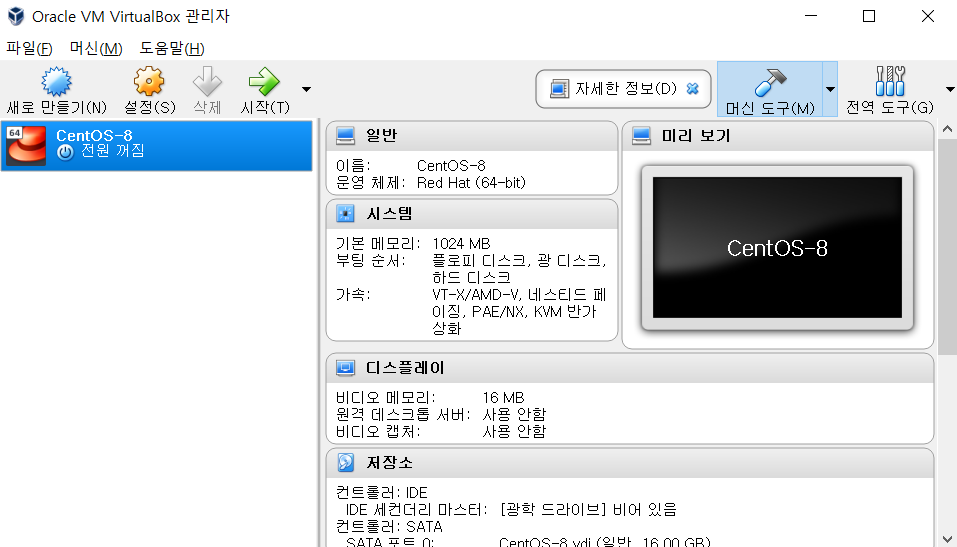 Oracle VM VirtualBox 관리자
파일(F) 머신(M) 도움말(H)
새로 만들기(N) 설정(S) 삭제 시작(T) 자세한 정보(D) 머신 도구(M) 전역 도구(G)
64 CentOS-8
전원 꺼짐
일반
이름: CentOS-8
운영 체제: Red Hat (64-bit)
미리 보기
CentOS-8
시스템
기본 메모리: 1024 MB
부팅 순서: 플로피 디스크, 광 디스크,
하드 디스크
가속: VT-X/AMD-V, 네스티드 페
이징, PAE/NX, KVM 반가
상화
디스플레이
비디오 메모리: 16 MB
원격 데스크톱 서버: 사용 안함
비디오 캡처: 사용 안함
저장소
컨트롤러: IDE
IDE 세컨더리 마스터: [광학 드라이브] 비어 있음
컨트롤러: SATA
SATA 포트 0: CentOS-8.vdi (일반, 16.00 GB)